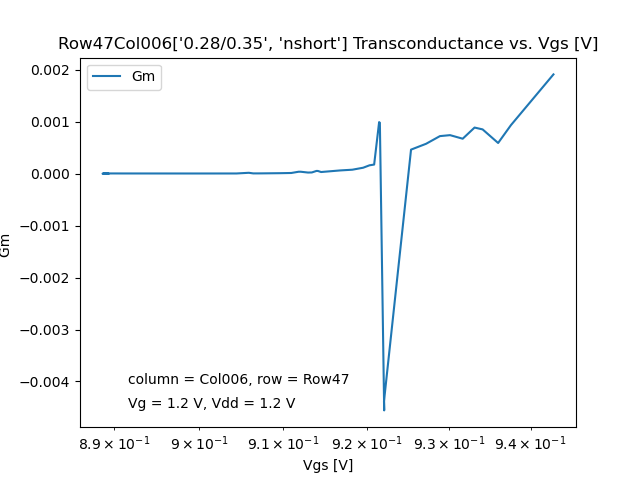 Row47Col006['0.28/0.35', 'nshort'] Transconductance vs. Vgs [V]
Gm
0.002
0.001
0.000
−0.001
−0.002
−0.003
−0.004
Gm
column = Col006, row = Row47
Vg = 1.2 V, Vdd = 1.2 V
8.9 × 10⁻¹
9 × 10⁻¹
9.1 × 10⁻¹
9.2 × 10⁻¹
9.3 × 10⁻¹
9.4 × 10⁻¹
Vgs [V]